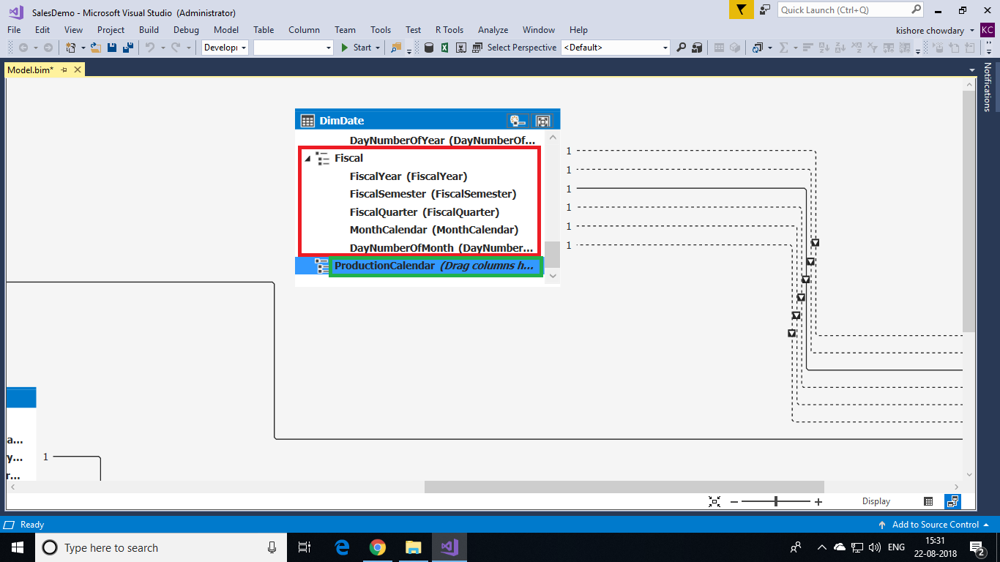 SalesDemo - Microsoft Visual Studio (Administrator)
Quick Launch (Ctrl+Q)
File Edit View Project Build Debug Model Table Column Team Tools Test R Tools Analyze Window Help
kishore chowdary KC
Developı Start Select Perspective <Default>
Model.bim*
Notifications
DimDate
DayNumberOfYear (DayNumberOf...
Fiscal
FiscalYear (FiscalYear)
FiscalSemester (FiscalSemester)
FiscalQuarter (FiscalQuarter)
MonthCalendar (MonthCalendar)
DayNumberOfMonth (DayNumber...
ProductionCalendar (Drag columns h...
1
1
1
1
1
1
a...
y...
r...
1
Display
Ready
Add to Source Control
Type here to search
ENG
15:31
22-08-2018
2